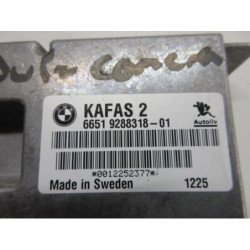 KAFAS 2
6651 9288318-01
Autoliv
*0012252377*
Made in Sweden 1225